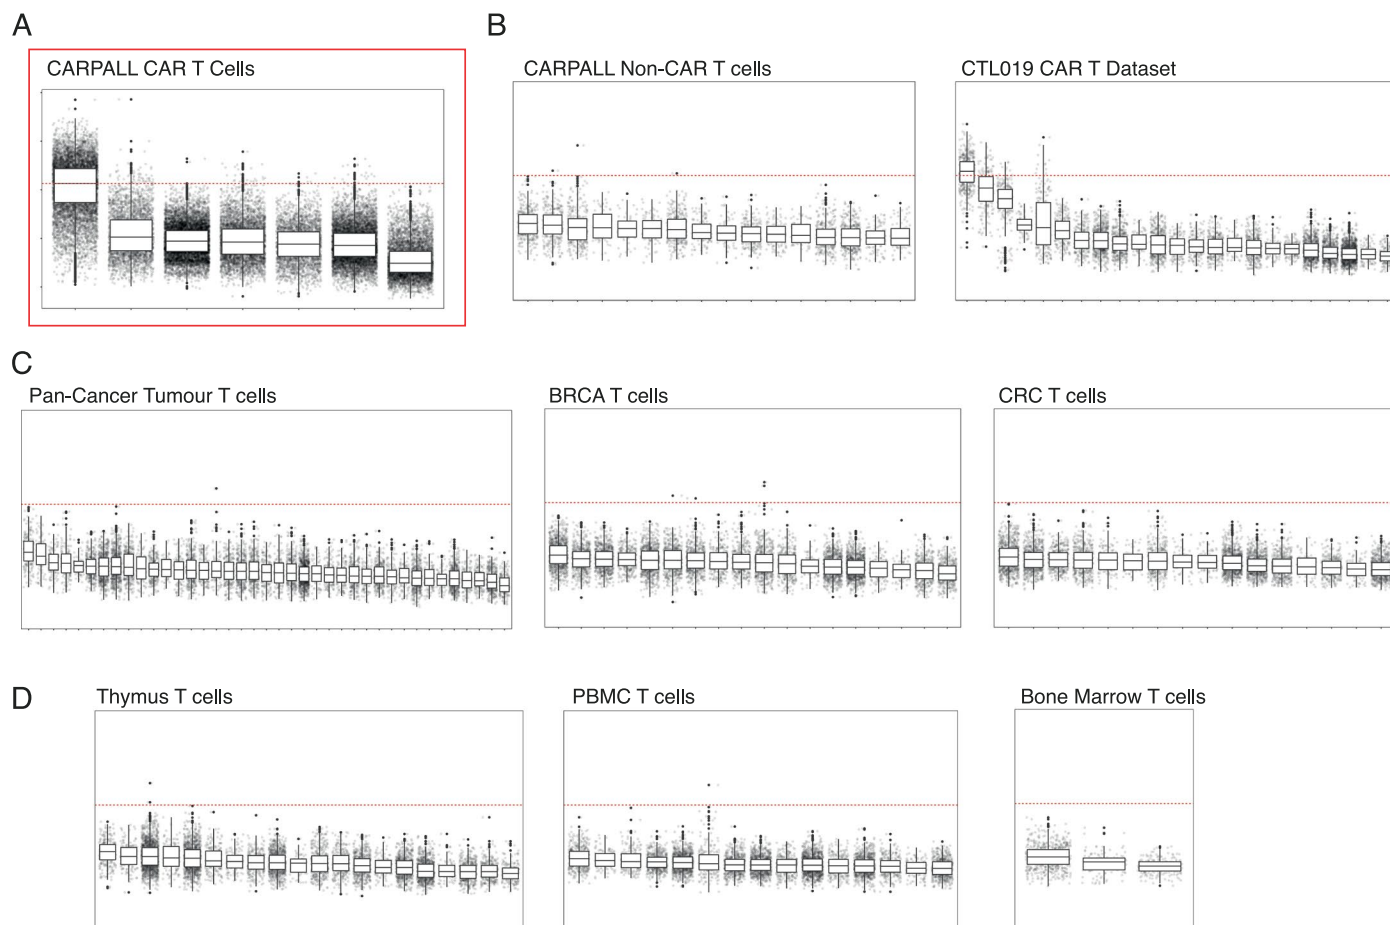 A
B
CARPALL CAR T Cells
CARPALL Non-CAR T cells
CTL019 CAR T Dataset
C
Pan-Cancer Tumour T cells
BRCA T cells
CRC T cells
D
Thymus T cells
PBMC T cells
Bone Marrow T cells